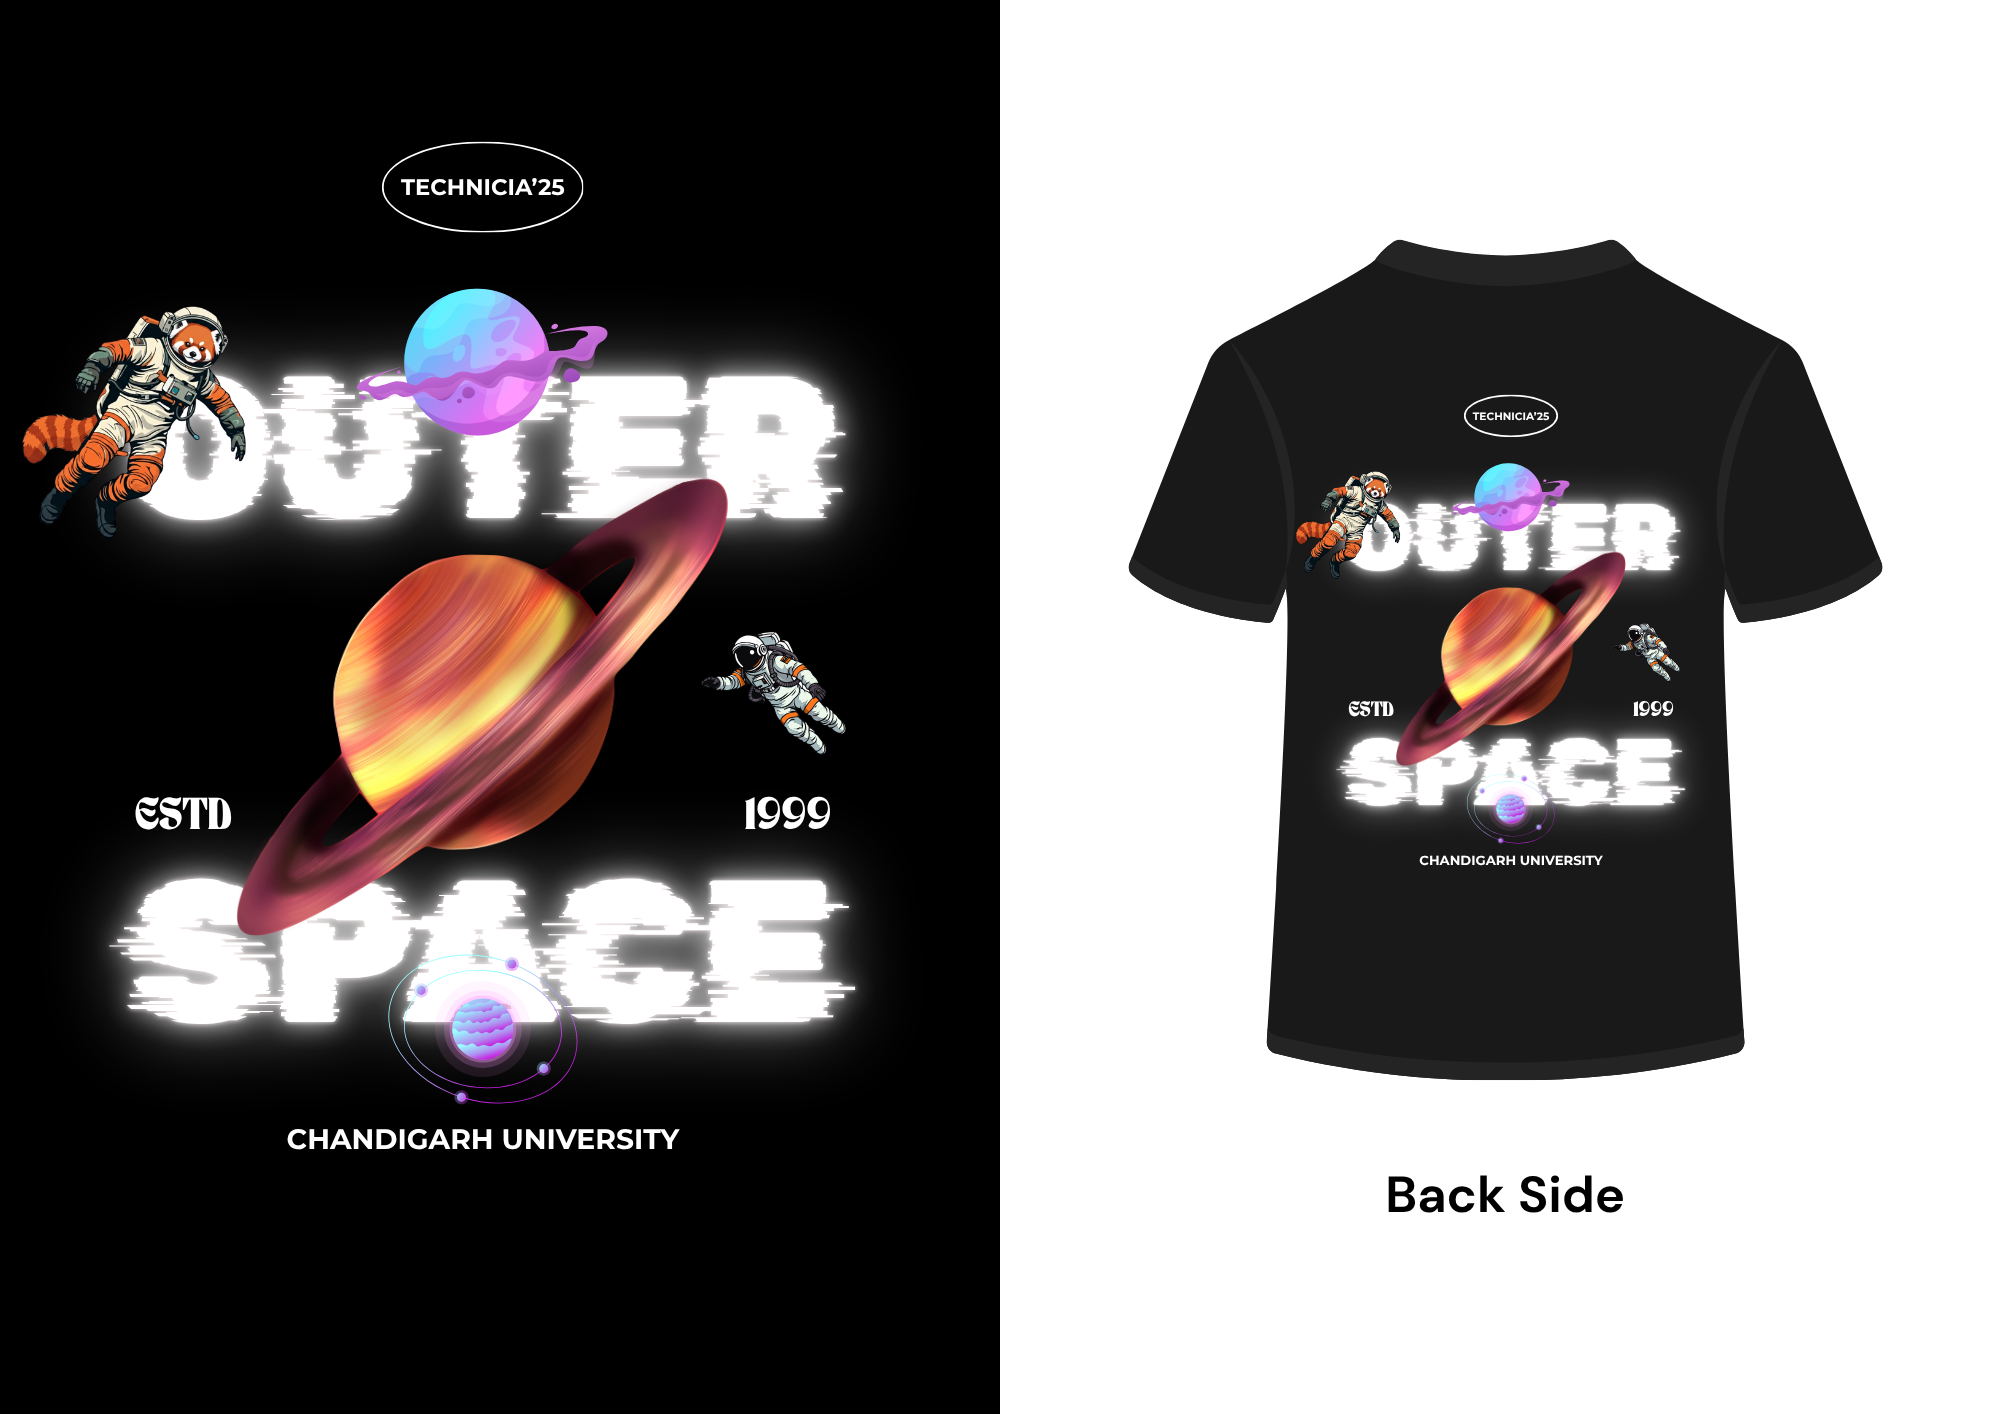 TECHNICIA’25
OUTER
ESTD
1999
SPACE
CHANDIGARH UNIVERSITY
TECHNICIA’25
OUTER
ESTD
1999
SPACE
CHANDIGARH UNIVERSITY
Back Side